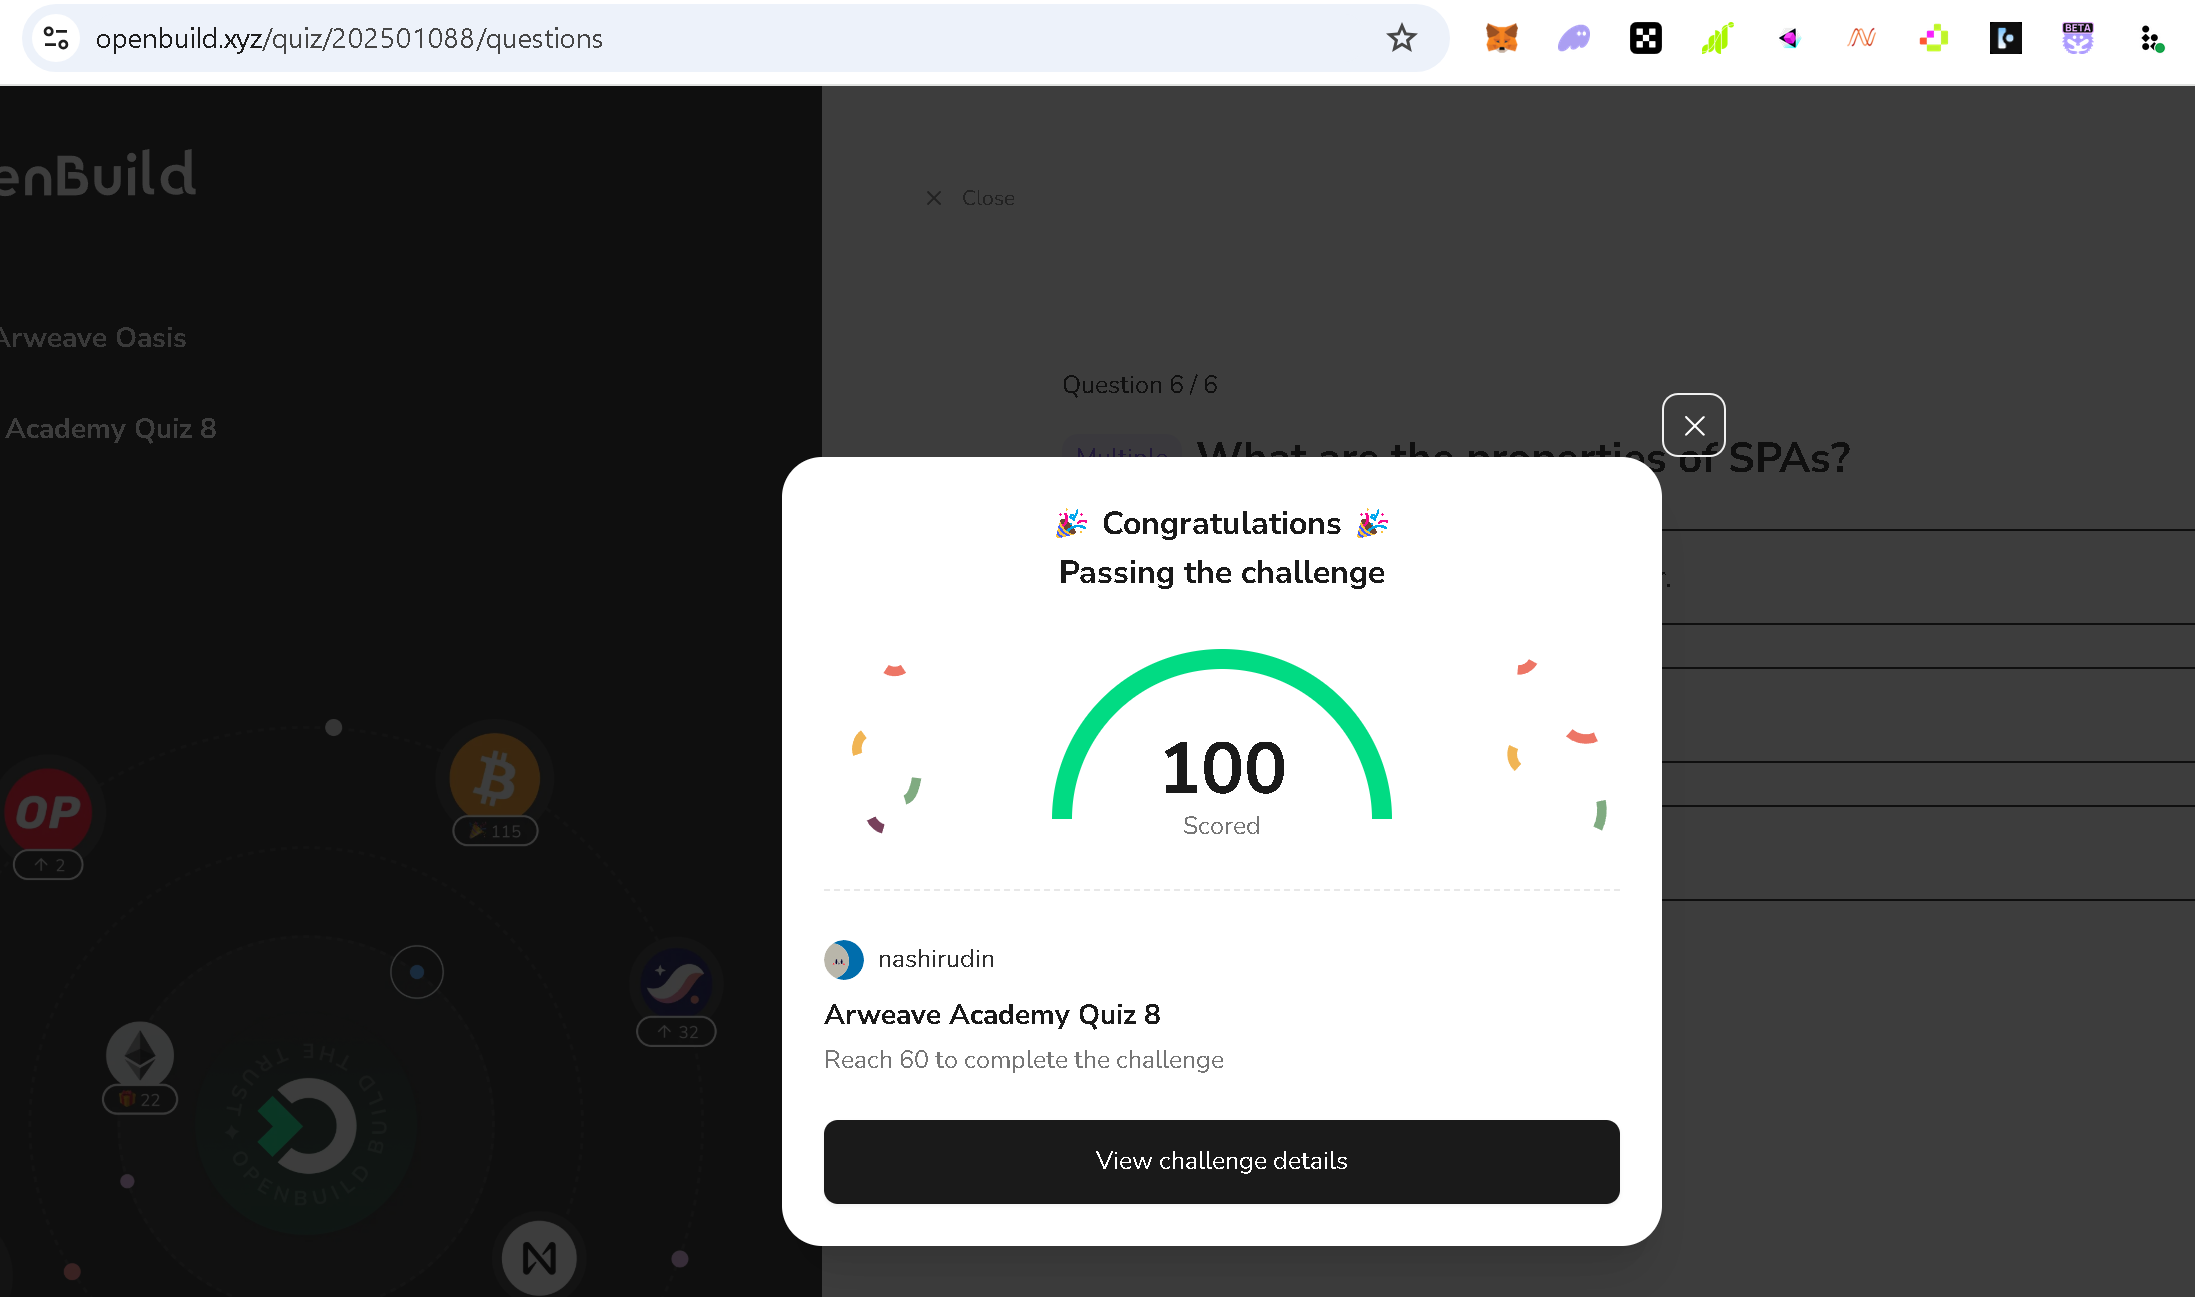 openbuild.xyz/quiz/202501088/questions
BETA
enBuild
Close
Arweave Oasis
Academy Quiz 8
Question 6 / 6
Multiple What are the properties of SPAs?
🎉 Congratulations 🎉
Passing the challenge
100
Scored
nashirudin
Arweave Academy Quiz 8
Reach 60 to complete the challenge
View challenge details
OP
↑ 2
115
↑ 32
22
THE TRUST ✦ OPENBUILD BUILD